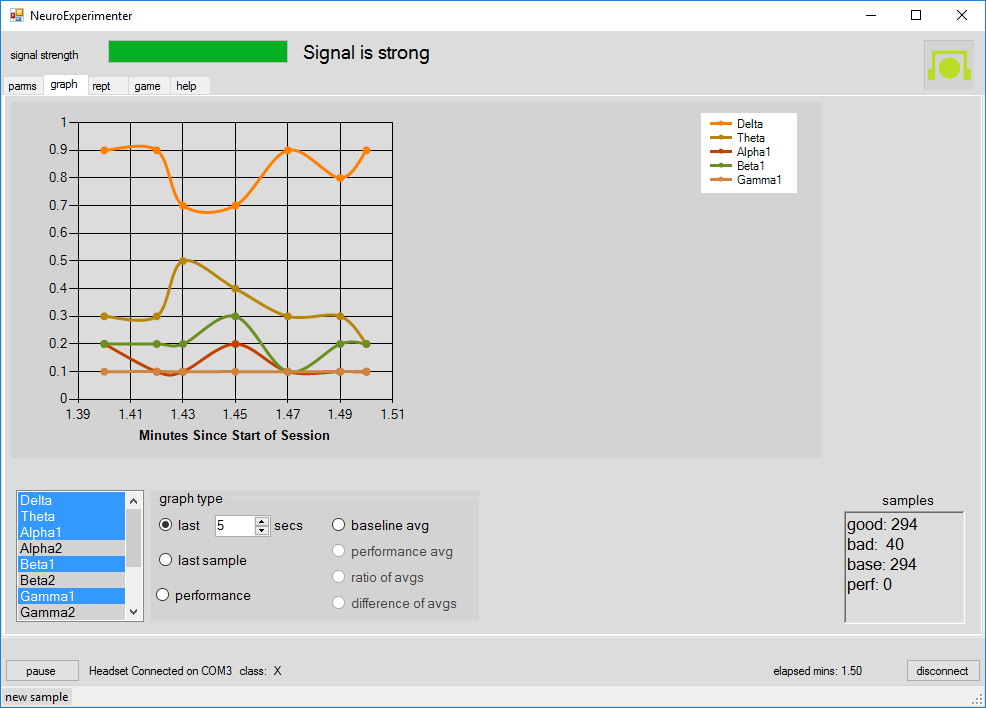 NeuroExperimenter
signal strength
Signal is strong
parms graph rept game help
1
0.9
0.8
0.7
0.6
0.5
0.4
0.3
0.2
0.1
0
1.39 1.41 1.43 1.45 1.47 1.49 1.51
Minutes Since Start of Session
Delta
Theta
Alpha1
Beta1
Gamma1
Delta
Theta
Alpha1
Alpha2
Beta1
Beta2
Gamma1
Gamma2
graph type
last 5 secs
last sample
performance
baseline avg
performance avg
ratio of avgs
difference of avgs
samples
good: 294
bad: 40
base: 294
perf: 0
pause Headset Connected on COM3 class: X elapsed mins: 1.50 disconnect
new sample